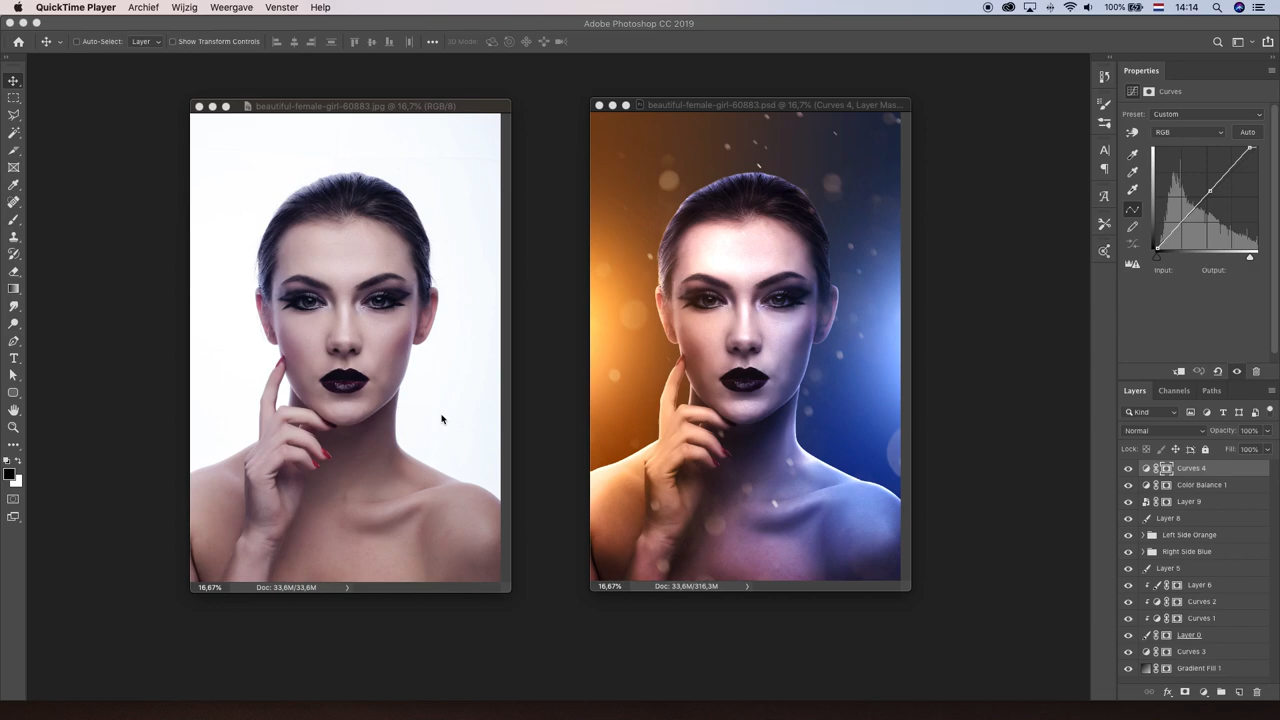 QuickTime Player Archief Wijzig Weergave Venster Help 100% 14:14
Adobe Photoshop CC 2019
Auto-Select: Layer Show Transform Controls 3D Mode:
beautiful-female-girl-60883.jpg @ 16,7% (RGB/8)
beautiful-female-girl-60883.psd @ 16,7% (Curves 4, Layer Mas...
16,67% Doc: 33,6M/33,6M
16,67% Doc: 33,6M/316,3M
Properties
Curves
Preset: Custom
RGB Auto
Input: Output:
Layers Channels Paths
Kind
Normal Opacity: 100%
Lock: Fill: 100%
Curves 4
Color Balance 1
Layer 9
Layer 8
Left Side Orange
Right Side Blue
Layer 5
Layer 6
Curves 2
Curves 1
Layer 0
Curves 3
Gradient Fill 1